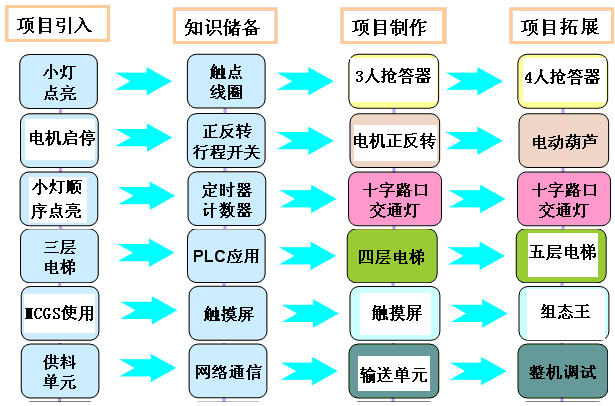 项目引入 知识储备 项目制作 项目拓展
小灯
点亮
触点
线圈
3人抢答器
4人抢答器
电机启停
正反转
行程开关
电机正反转
电动葫芦
小灯顺
序点亮
定时器
计数器
十字路口
交通灯
十字路口
交通灯
三层
电梯
PLC应用
四层电梯
五层电梯
MCGS使用
触摸屏
触摸屏
组态王
供料
单元
网络通信
输送单元
整机调试